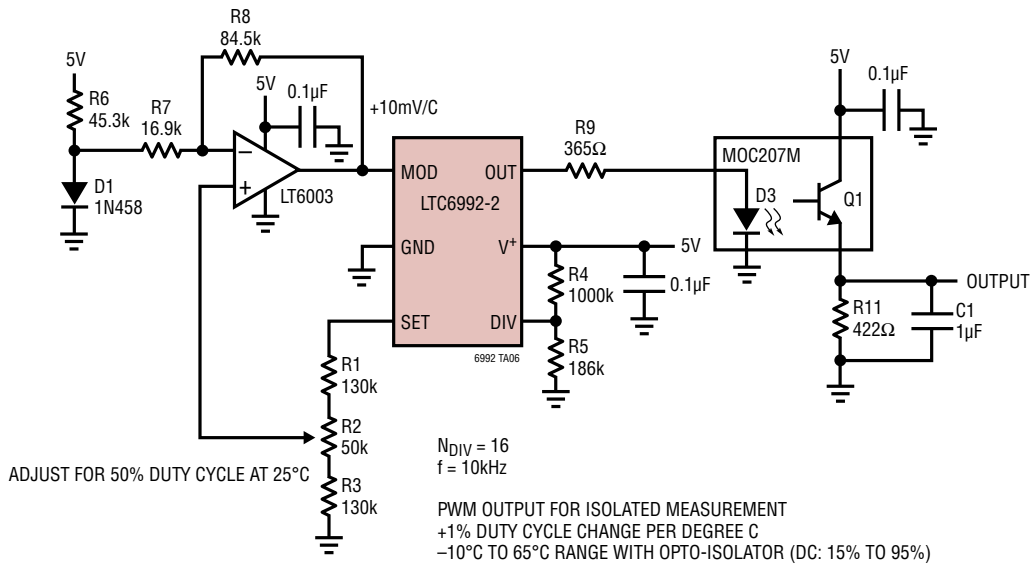 R8
84.5k
5V
R6
45.3k
R7
16.9k
D1
1N458
5V
0.1µF
–
+
LT6003
+10mV/C
MOD
OUT
LTC6992-2
GND
V+
SET
DIV
6992 TA06
R9
365Ω
R4
1000k
R5
186k
5V
0.1µF
5V
0.1µF
MOC207M
D3
Q1
OUTPUT
R11
422Ω
C1
1µF
R1
130k
R2
50k
R3
130k
ADJUST FOR 50% DUTY CYCLE AT 25°C
NDIV = 16
f = 10kHz
PWM OUTPUT FOR ISOLATED MEASUREMENT
+1% DUTY CYCLE CHANGE PER DEGREE C
–10°C TO 65°C RANGE WITH OPTO-ISOLATOR (DC: 15% TO 95%)